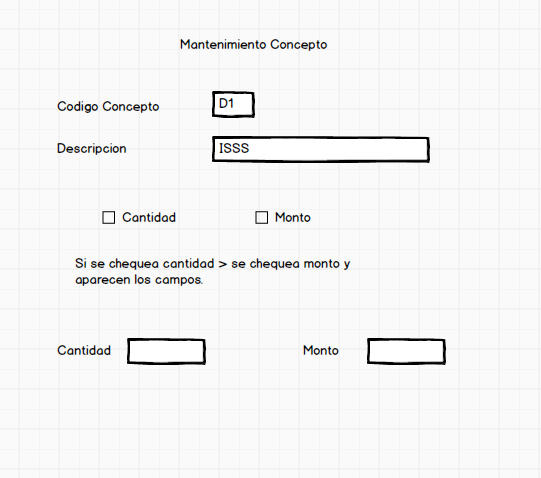 Mantenimiento Concepto
Codigo Concepto D1
Descripcion ISSS
Cantidad Monto
Si se chequea cantidad > se chequea monto y
aparecen los campos.
Cantidad Monto